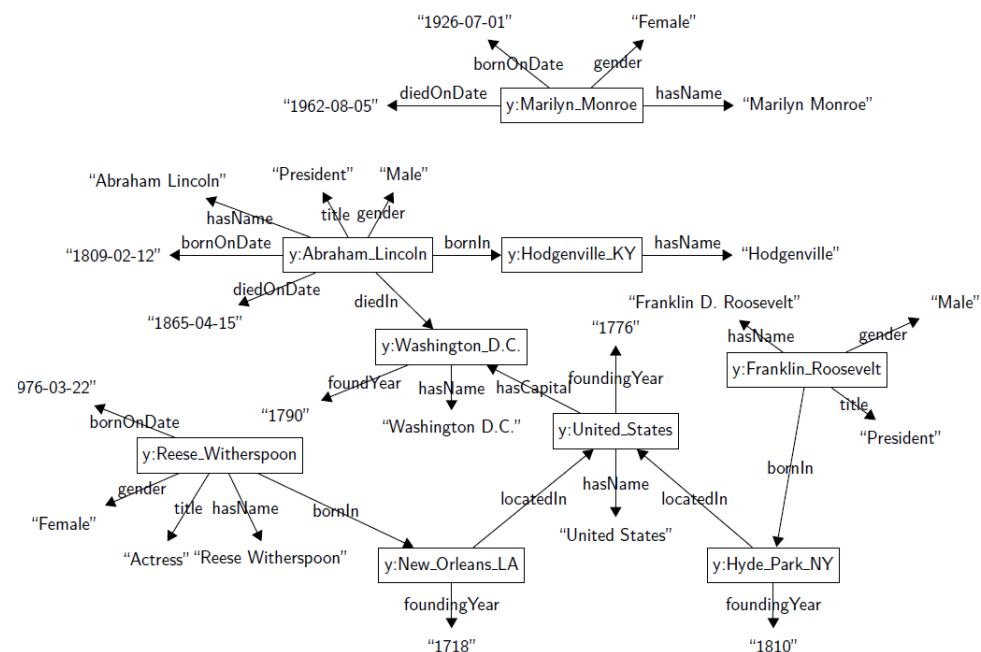 “1926-07-01” “Female”
bornOnDate gender
“1962-08-05” diedOnDate y:Marilyn_Monroe hasName “Marilyn Monroe”
“Abraham Lincoln” “President” “Male”
hasName title gender
“1809-02-12” bornOnDate y:Abraham_Lincoln bornIn y:Hodgenville_KY hasName “Hodgenville”
diedOnDate diedIn
“1865-04-15” “Franklin D. Roosevelt” “Male”
“1776” hasName gender
y:Washington_D.C. y:Franklin_Roosevelt
976-03-22” foundYear hasName hasCapital foundingYear title
bornOnDate “1790” “Washington D.C.” y:United_States “President”
y:Reese_Witherspoon bornIn
gender title hasName bornIn locatedIn hasName locatedIn
“Female” “United States”
“Actress” “Reese Witherspoon” y:New_Orleans_LA y:Hyde_Park_NY
foundingYear foundingYear
“1718” “1810”